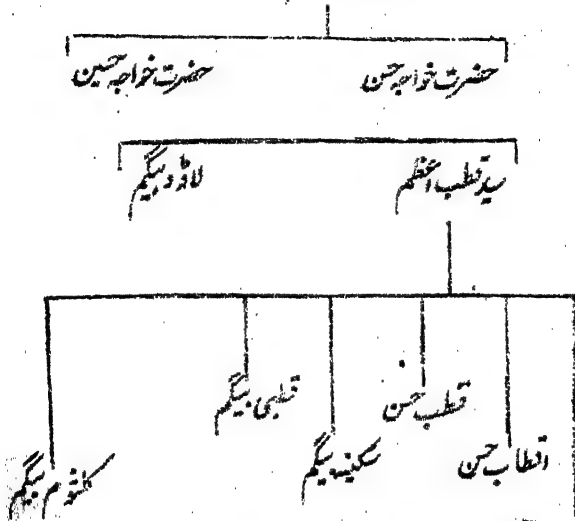 حضرت خواجہ حسن حضرت خواجہ حسین
سید قطب اعظم لاڈو بیگم
قطب حسن قطبی بیگم
اقطاب حسن سکینہ بیگم کلثوم بیگم